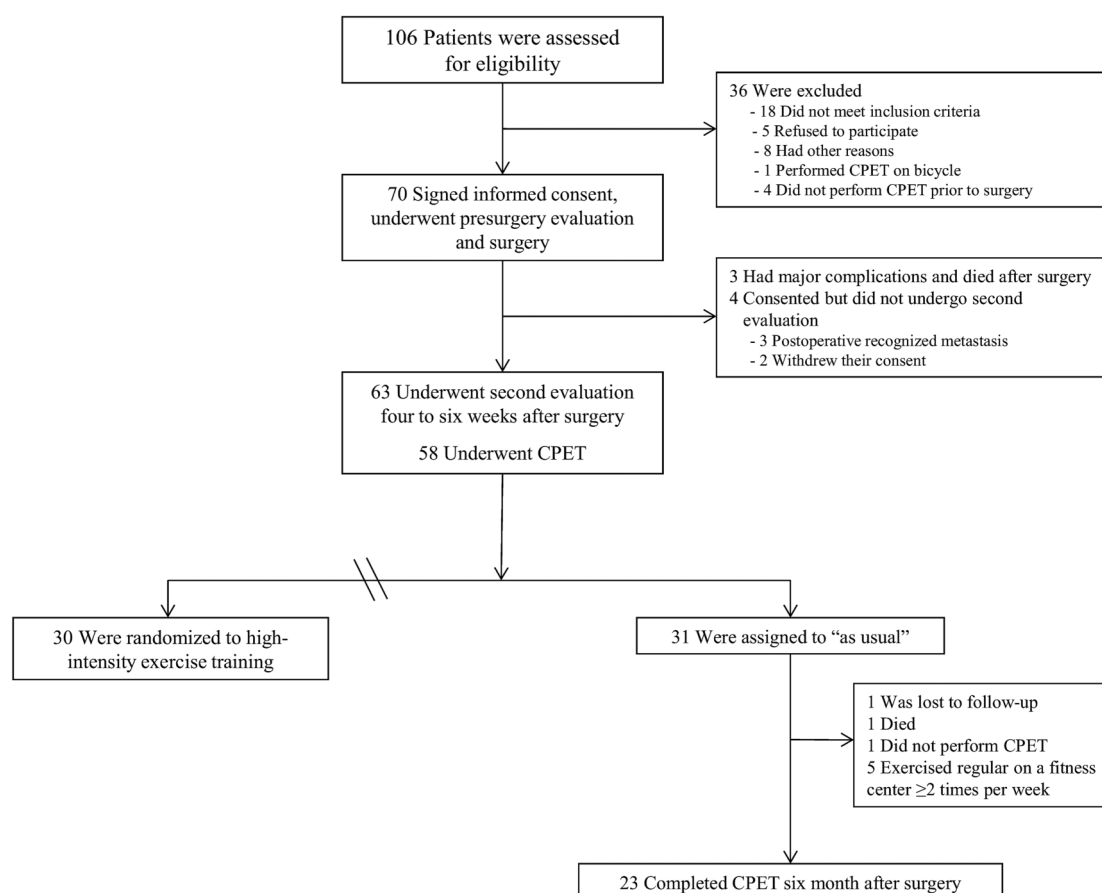 106 Patients were assessed
for eligibility
36 Were excluded
- 18 Did not meet inclusion criteria
- 5 Refused to participate
- 8 Had other reasons
- 1 Performed CPET on bicycle
- 4 Did not perform CPET prior to surgery
70 Signed informed consent,
underwent presurgery evaluation
and surgery
3 Had major complications and died after surgery
4 Consented but did not undergo second
evaluation
- 3 Postoperative recognized metastasis
- 2 Withdrew their consent
63 Underwent second evaluation
four to six weeks after surgery
58 Underwent CPET
30 Were randomized to high-
intensity exercise training
31 Were assigned to “as usual”
1 Was lost to follow-up
1 Died
1 Did not perform CPET
5 Exercised regular on a fitness
center ≥2 times per week
23 Completed CPET six month after surgery